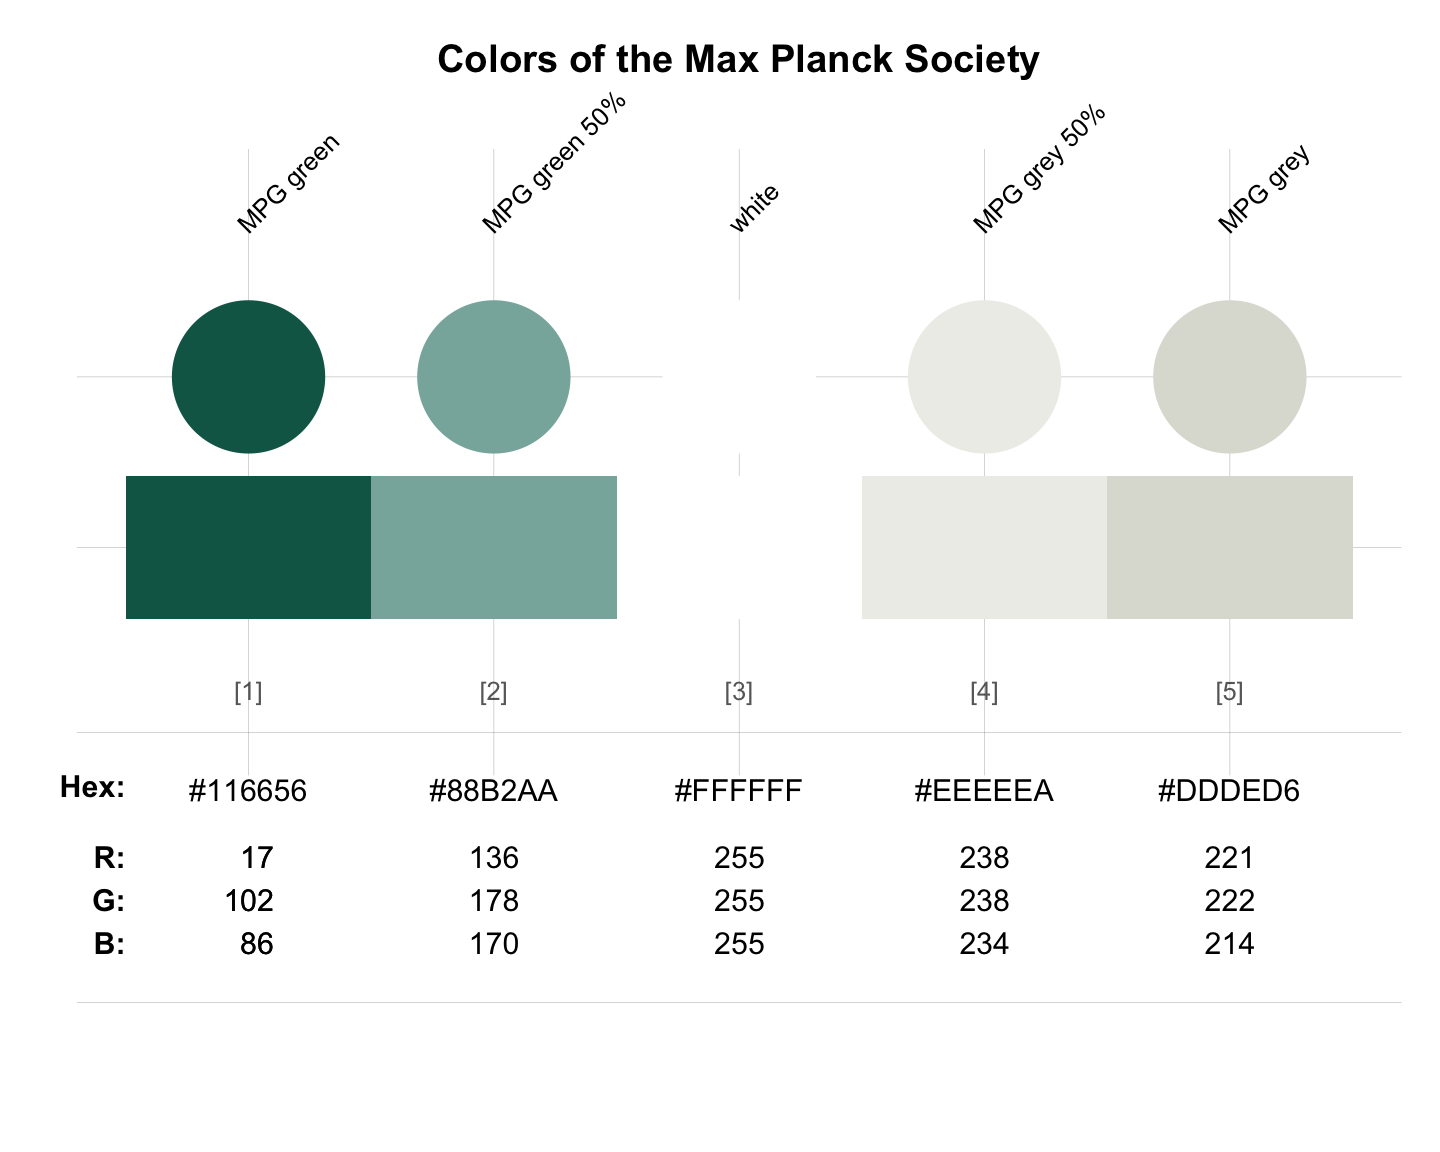 Colors of the Max Planck Society
MPG green
MPG green 50%
white
MPG grey 50%
MPG grey
[1] [2] [3] [4] [5]
Hex: #116656 #88B2AA #FFFFFF #EEEEEA #DDDED6
R: 17 136 255 238 221
G: 102 178 255 238 222
B: 86 170 255 234 214